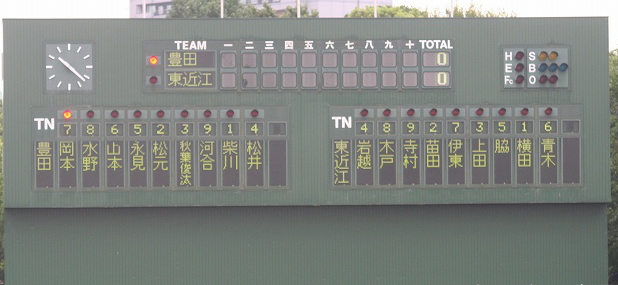 TEAM 一 二 三 四 五 六 七 八 九 十 TOTAL
豊田 0
東近江 0
H S
E B
Fc O
TN 7 8 6 5 2 3 9 1 4
豊田 岡本 水野 山本 永見 松元 秋葉俊汰 河合 柴川 松井
TN 4 8 9 2 7 3 5 1 6
東近江 岩越 木戸 寺村 苗田 伊東 上田 脇 横田 青木